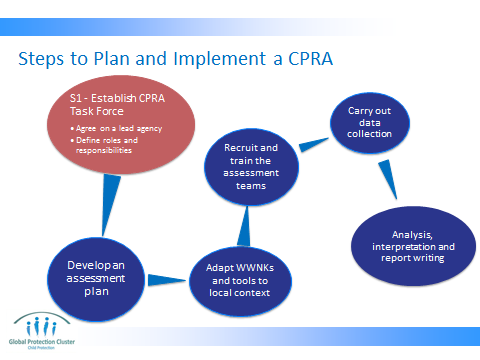 Steps to Plan and Implement a CPRA
S1 - Establish CPRA
Task Force
• Agree on a lead agency
• Define roles and
responsibilities
Develop an
assessment
plan
Adapt WWNKs
and tools to
local context
Recruit and
train the
assessment
teams
Carry out
data
collection
Analysis,
interpretation and
report writing
Global Protection Cluster
Child Protection